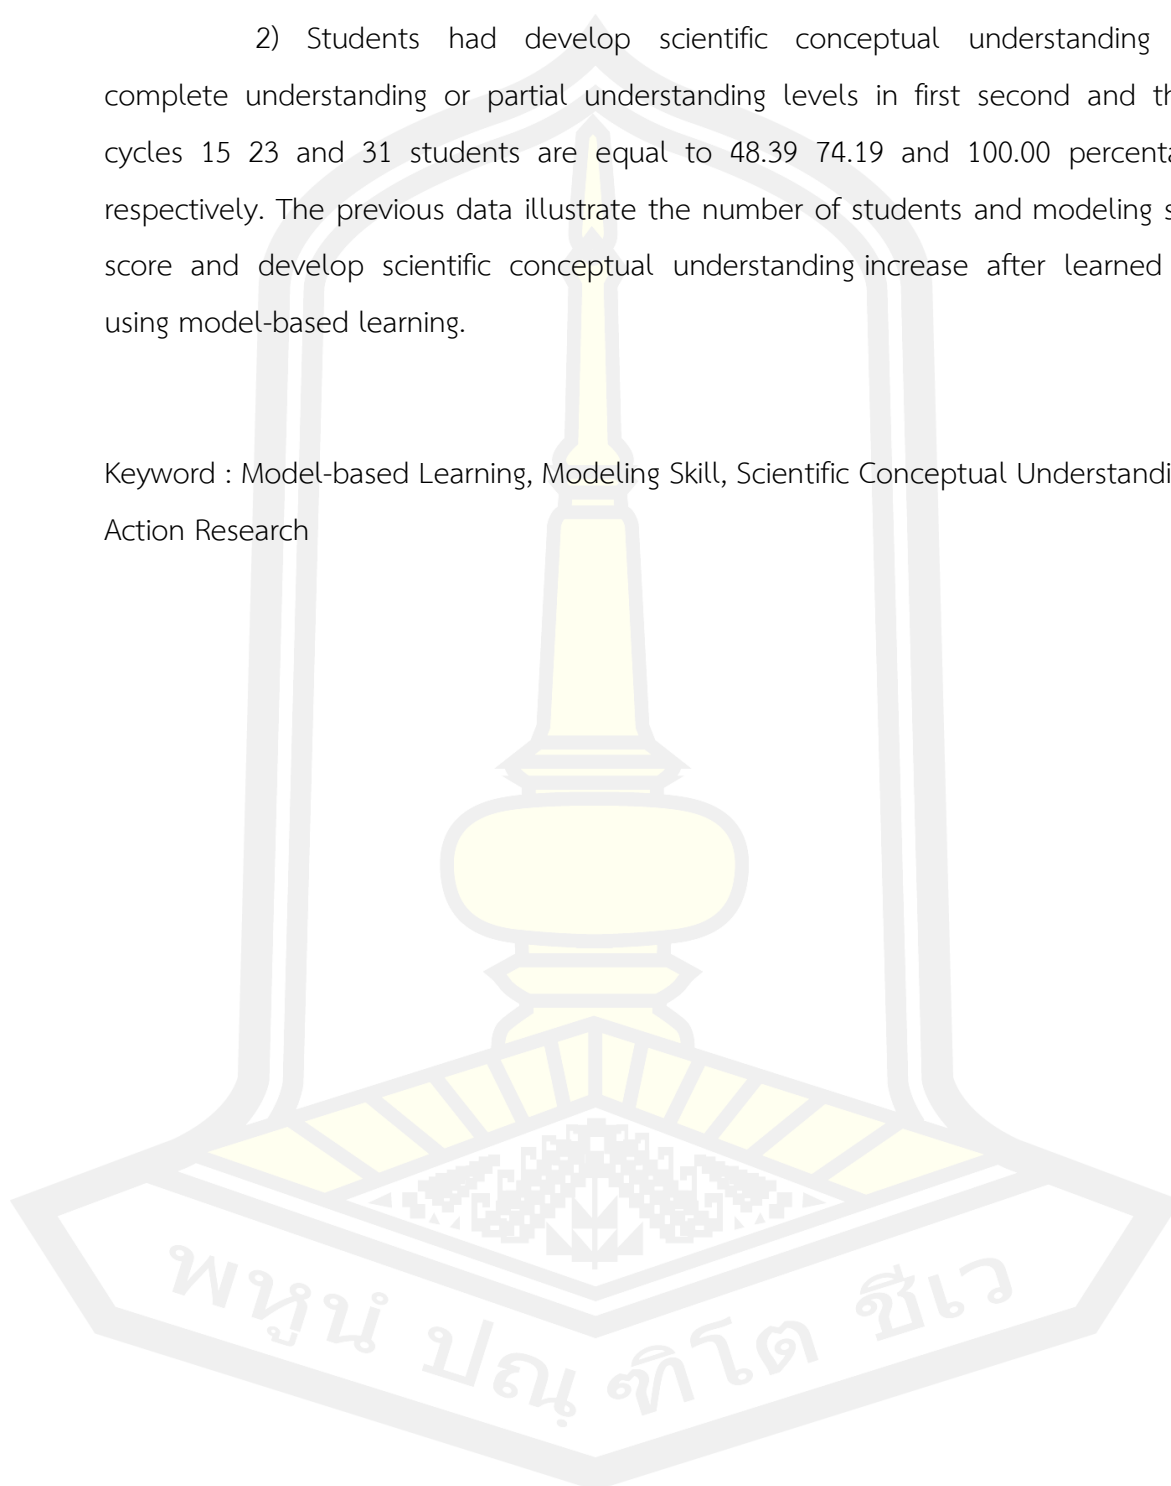 2) Students had develop scientific conceptual understanding
complete understanding or partial understanding levels in first second and
cycles 15 23 and 31 students are equal to 48.39 74.19 and 100.00
respectively. The previous data illustrate the number of students and modeling
score and develop scientific conceptual understanding increase after learned
using model-based learning.
Keyword : Model-based Learning, Modeling Skill, Scientific Conceptual
Action Research
พหูนํ ปณฺฑิโต ชีเว